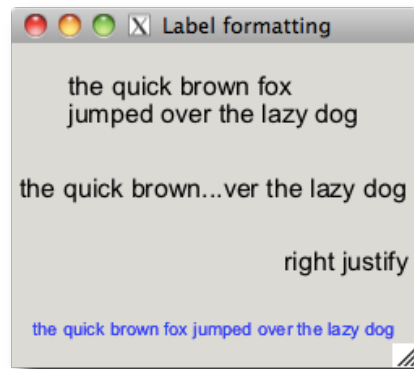 Label formatting
the quick brown fox
jumped over the lazy dog
the quick brown...ver the lazy dog
right justify
the quick brown fox jumped over the lazy dog